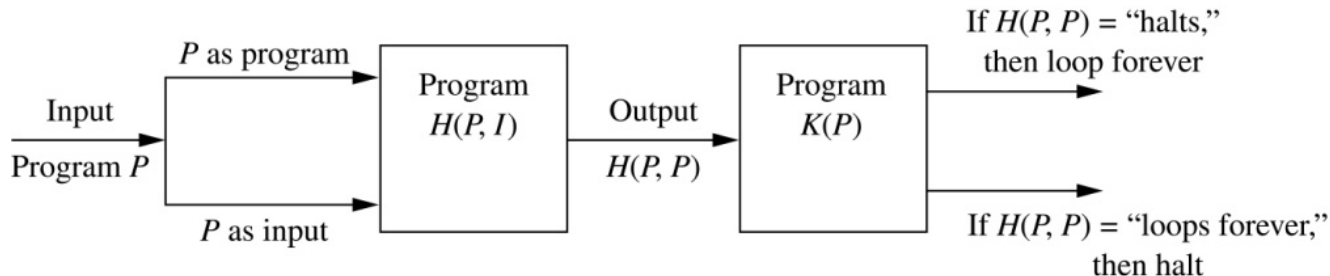 Input
Program P
P as program
P as input
Program
H(P, I)
Output
H(P, P)
Program
K(P)
If H(P, P) = “halts,”
then loop forever
If H(P, P) = “loops forever,”
then halt